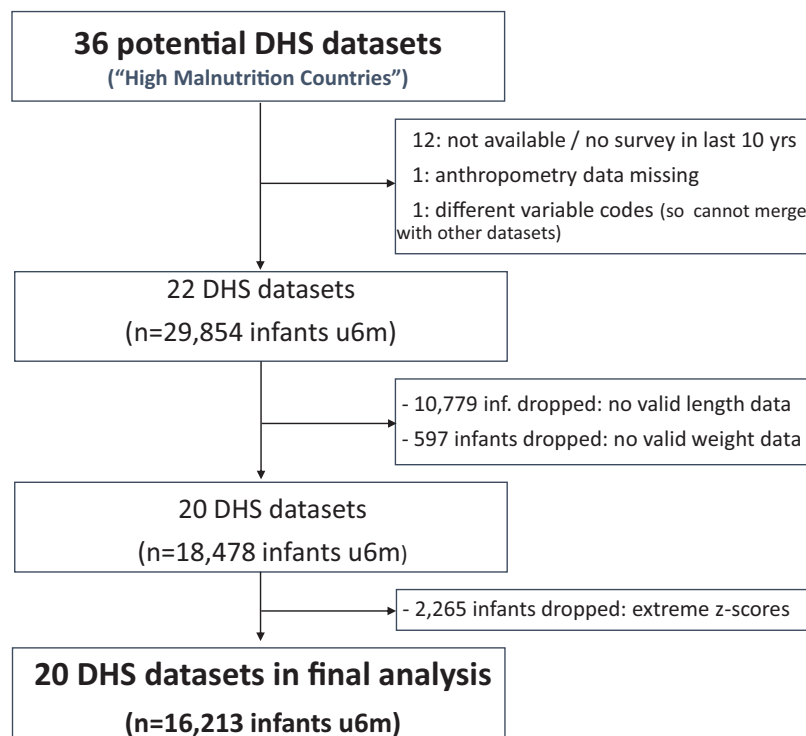 36 potential DHS datasets
(“High Malnutrition Countries”)
12: not available / no survey in last 10 yrs
1: anthropometry data missing
1: different variable codes (so cannot merge
with other datasets)
22 DHS datasets
(n=29,854 infants u6m)
- 10,779 inf. dropped: no valid length data
- 597 infants dropped: no valid weight data
20 DHS datasets
(n=18,478 infants u6m)
- 2,265 infants dropped: extreme z-scores
20 DHS datasets in final analysis
(n=16,213 infants u6m)